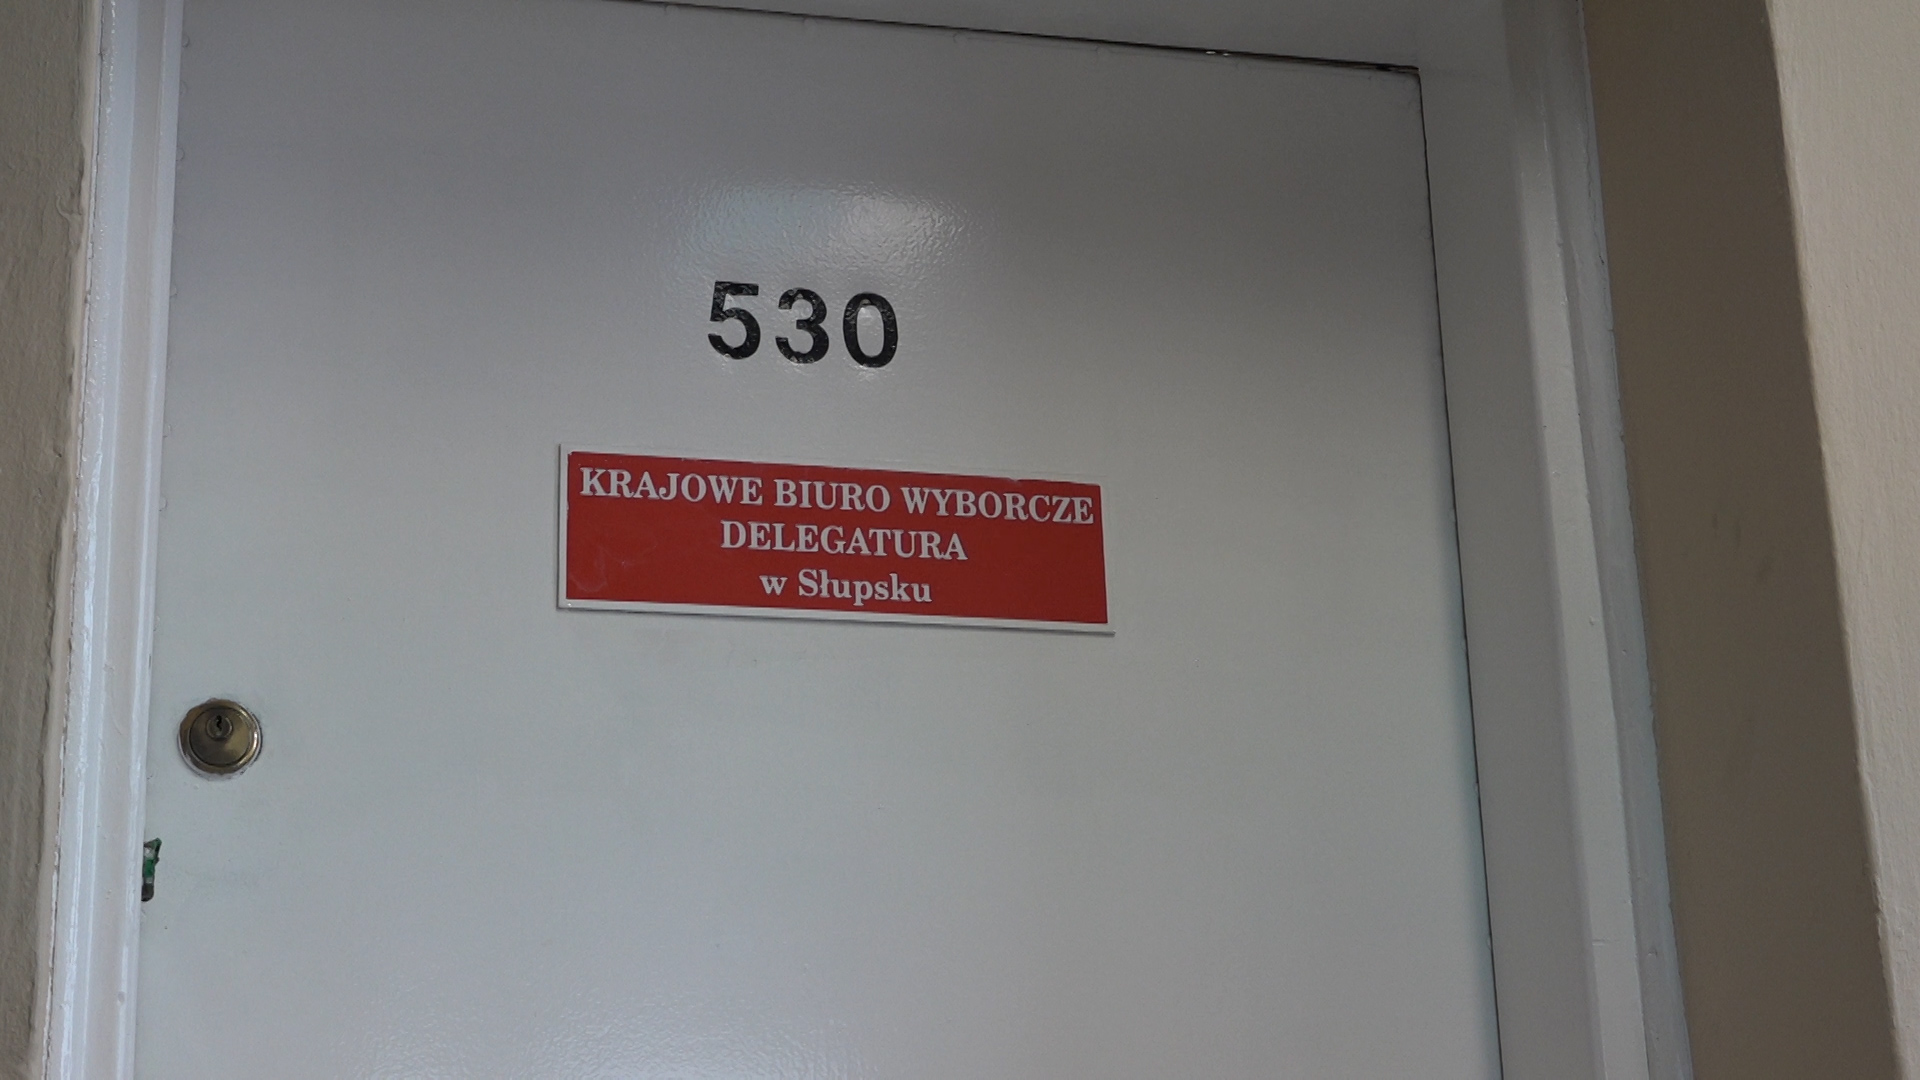 530
KRAJOWE BIURO WYBORCZE
DELEGATURA
w Słupsku